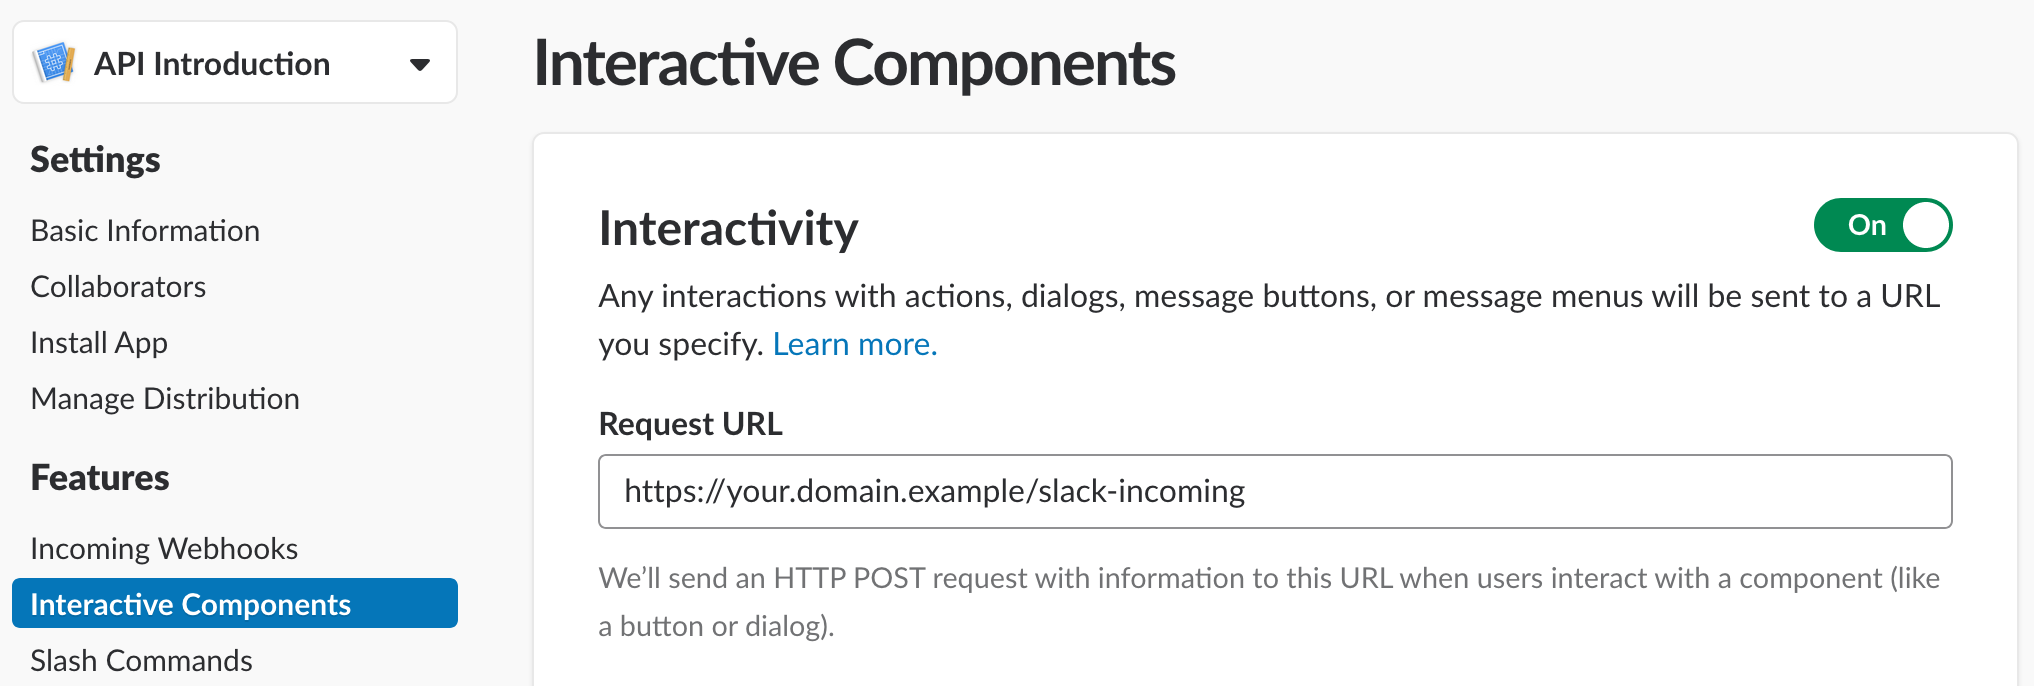 API Introduction
Settings
Basic Information
Collaborators
Install App
Manage Distribution
Features
Incoming Webhooks
Interactive Components
Slash Commands
Interactive Components
Interactivity
On
Any interactions with actions, dialogs, message buttons, or message menus will be sent to a URL
you specify. Learn more.
Request URL
https://your.domain.example/slack-incoming
We’ll send an HTTP POST request with information to this URL when users interact with a component (like
a button or dialog).